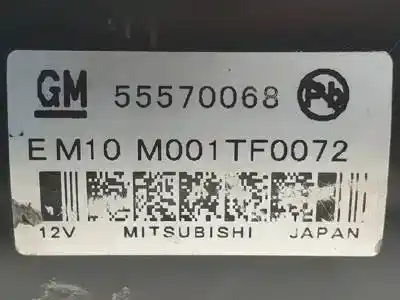 GM 55570068 Pb
EM10 M001TF0072
12V MITSUBISHI JAPAN